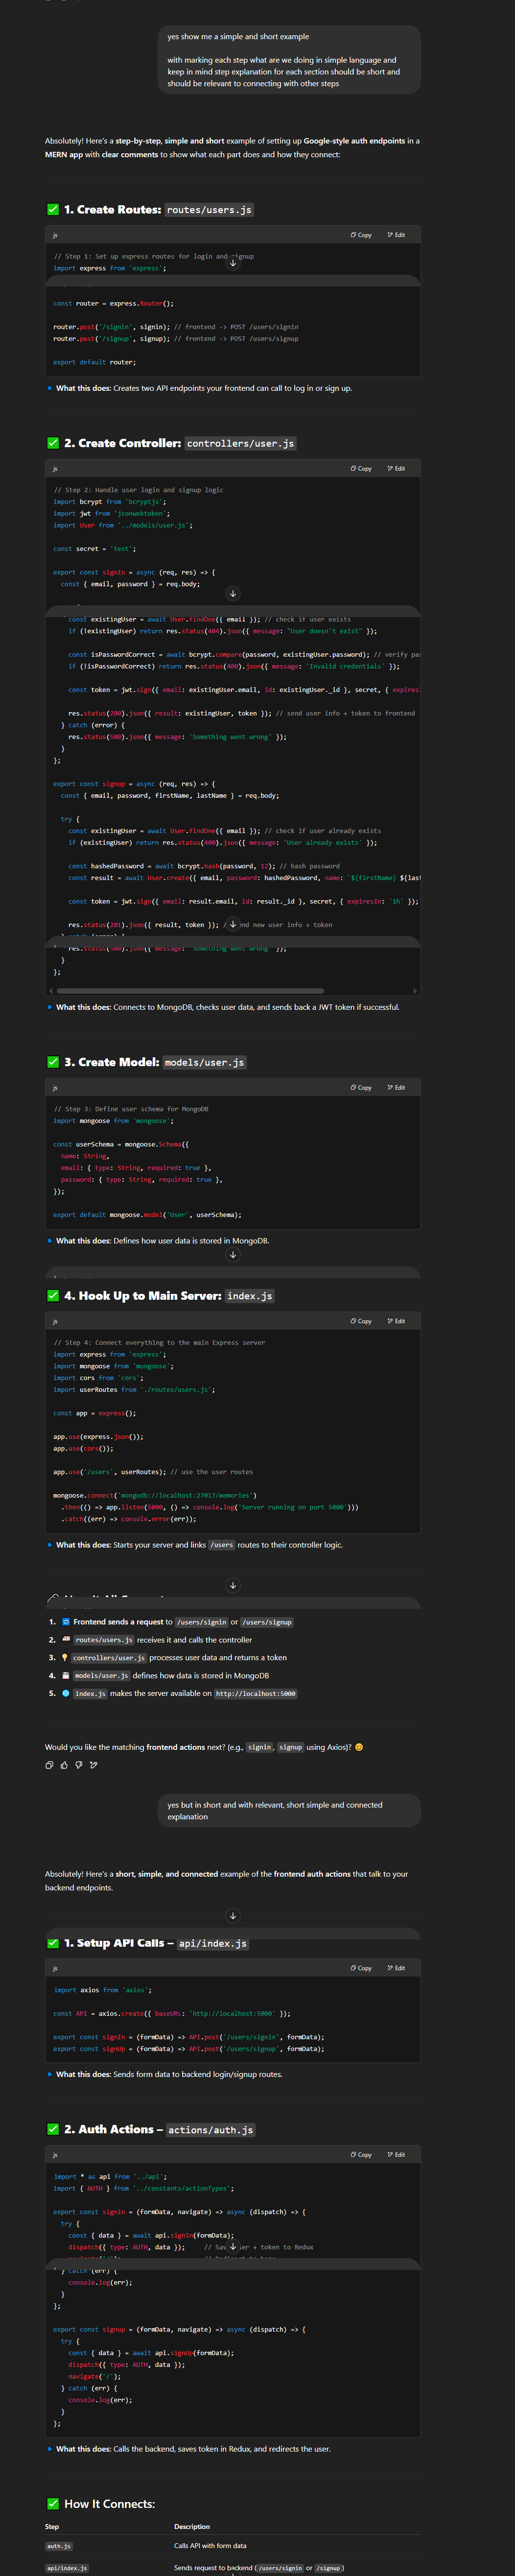 yes show me a simple and short example
with marking each step what are we doing in simple language and
keep in mind step explanation for each section should be short and
should be relevant to connecting with other steps
Absolutely! Here's a step-by-step, simple and short example of setting up Google-style auth endpoints in a
MERN app with clear comments to show what each part does and how they connect:
✅ 1. Create Routes: routes/users.js
js Copy Edit
// Step 1: Set up express routes for login and signup
import express from 'express';
const router = express.Router();
router.post('/signin', signin); // frontend -> POST /users/signin
router.post('/signup', signup); // frontend -> POST /users/signup
export default router;
🔹 What this does: Creates two API endpoints your frontend can call to log in or sign up.
✅ 2. Create Controller: controllers/user.js
js Copy Edit
// Step 2: Handle user login and signup logic
import bcrypt from 'bcryptjs';
import jwt from 'jsonwebtoken';
import User from '../models/user.js';
const secret = 'test';
export const signin = async (req, res) => {
const { email, password } = req.body;
const existingUser = await User.findOne({ email }); // check if user exists
if (!existingUser) return res.status(404).json({ message: "User doesn't exist" });
const isPasswordCorrect = await bcrypt.compare(password, existingUser.password); // verify pas
if (!isPasswordCorrect) return res.status(400).json({ message: 'Invalid credentials' });
const token = jwt.sign({ email: existingUser.email, id: existingUser._id }, secret, { expires
res.status(200).json({ result: existingUser, token }); // send user info + token to frontend
} catch (error) {
res.status(500).json({ message: 'Something went wrong' });
}
};
export const signup = async (req, res) => {
const { email, password, firstName, lastName } = req.body;
try {
const existingUser = await User.findOne({ email }); // check if user already exists
if (existingUser) return res.status(400).json({ message: 'User already exists' });
const hashedPassword = await bcrypt.hash(password, 12); // hash password
const result = await User.create({ email, password: hashedPassword, name: `${firstName} ${last
const token = jwt.sign({ email: result.email, id: result._id }, secret, { expiresIn: '1h' });
res.status(201).json({ result, token }); // send new user info + token
res.status(500).json({ message: 'Something went wrong' });
}
};
🔹 What this does: Connects to MongoDB, checks user data, and sends back a JWT token if successful.
✅ 3. Create Model: models/user.js
js Copy Edit
// Step 3: Define user schema for MongoDB
import mongoose from 'mongoose';
const userSchema = mongoose.Schema({
name: String,
email: { type: String, required: true },
password: { type: String, required: true },
});
export default mongoose.model('User', userSchema);
🔹 What this does: Defines how user data is stored in MongoDB.
✅ 4. Hook Up to Main Server: index.js
js Copy Edit
// Step 4: Connect everything to the main Express server
import express from 'express';
import mongoose from 'mongoose';
import cors from 'cors';
import userRoutes from './routes/users.js';
const app = express();
app.use(express.json());
app.use(cors());
app.use('/users', userRoutes); // use the user routes
mongoose.connect('mongodb://localhost:27017/memories')
.then(() => app.listen(5000, () => console.log('Server running on port 5000')))
.catch((err) => console.error(err));
🔹 What this does: Starts your server and links /users routes to their controller logic.
1. Frontend sends a request to /users/signin or /users/signup
2. routes/users.js receives it and calls the controller
3. controllers/user.js processes user data and returns a token
4. models/user.js defines how data is stored in MongoDB
5. index.js makes the server available on http://localhost:5000
Would you like the matching frontend actions next? (e.g., signin, signup using Axios)? 😊
yes but in short and with relevant, short simple and connected
explanation
Absolutely! Here's a short, simple, and connected example of the frontend auth actions that talk to your
backend endpoints.
✅ 1. Setup API Calls – api/index.js
js Copy Edit
import axios from 'axios';
const API = axios.create({ baseURL: 'http://localhost:5000' });
export const signIn = (formData) => API.post('/users/signin', formData);
export const signUp = (formData) => API.post('/users/signup', formData);
🔹 What this does: Sends form data to backend login/signup routes.
✅ 2. Auth Actions – actions/auth.js
js Copy Edit
import * as api from '../api';
import { AUTH } from '../constants/actionTypes';
export const signin = (formData, navigate) => async (dispatch) => {
try {
const { data } = await api.signIn(formData);
dispatch({ type: AUTH, data }); // Save user + token to Redux
} catch (err) {
console.log(err);
}
};
export const signup = (formData, navigate) => async (dispatch) => {
try {
const { data } = await api.signUp(formData);
dispatch({ type: AUTH, data });
navigate('/');
} catch (err) {
console.log(err);
}
};
🔹 What this does: Calls the backend, saves token in Redux, and redirects the user.
✅ How It Connects:
Step Description
auth.js Calls API with form data
api/index.js Sends request to backend (/users/signin or /signup)